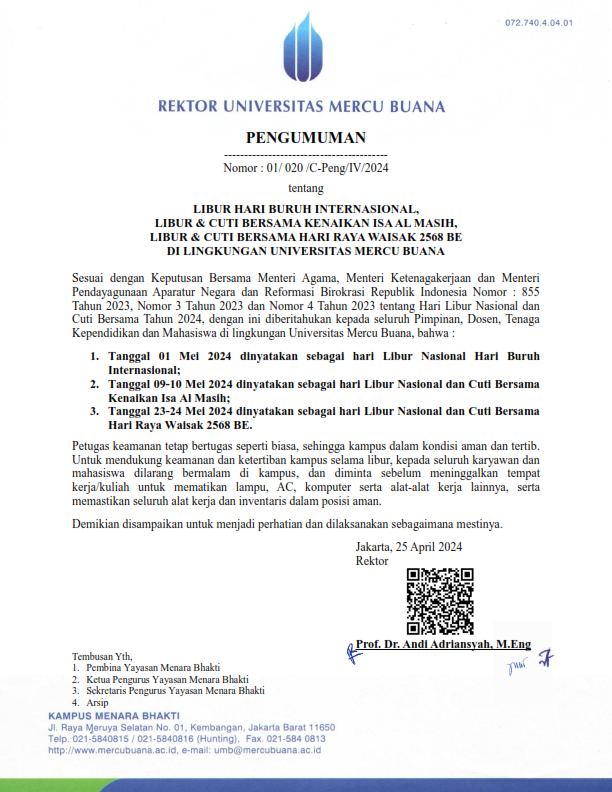 072.740.4.04.01
REKTOR UNIVERSITAS MERCU BUANA
PENGUMUMAN
-----------------------------------------
Nomor : 01/ 020 /C-Peng/IV/2024
tentang
LIBUR HARI BURUH INTERNASIONAL,
LIBUR & CUTI BERSAMA KENAIKAN ISA AL MASIH,
LIBUR & CUTI BERSAMA HARI RAYA WAISAK 2568 BE
DI LINGKUNGAN UNIVERSITAS MERCU BUANA
Sesuai dengan Keputusan Bersama Menteri Agama, Menteri Ketenagakerjaan dan Menteri
Pendayagunaan Aparatur Negara dan Reformasi Birokrasi Republik Indonesia Nomor : 855
Tahun 2023, Nomor 3 Tahun 2023 dan Nomor 4 Tahun 2023 tentang Hari Libur Nasional dan
Cuti Bersama Tahun 2024, dengan ini diberitahukan kepada seluruh Pimpinan, Dosen, Tenaga
Kependidikan dan Mahasiswa di lingkungan Universitas Mercu Buana, bahwa :
1. Tanggal 01 Mei 2024 dinyatakan sebagai hari Libur Nasional Hari Buruh
Internasional;
2. Tanggal 09-10 Mei 2024 dinyatakan sebagai hari Libur Nasional dan Cuti Bersama
Kenaikan Isa Al Masih;
3. Tanggal 23-24 Mei 2024 dinyatakan sebagai hari Libur Nasional dan Cuti Bersama
Hari Raya Waisak 2568 BE.
Petugas keamanan tetap bertugas seperti biasa, sehingga kampus dalam kondisi aman dan tertib.
Untuk mendukung keamanan dan ketertiban kampus selama libur, kepada seluruh karyawan dan
mahasiswa dilarang bermalam di kampus, dan diminta sebelum meninggalkan tempat
kerja/kuliah untuk mematikan lampu, AC, komputer serta alat-alat kerja lainnya, serta
memastikan seluruh alat kerja dan inventaris dalam posisi aman.
Demikian disampaikan untuk menjadi perhatian dan dilaksanakan sebagaimana mestinya.
Jakarta, 25 April 2024
Rektor
Prof. Dr. Andi Adriansyah, M.Eng
Tembusan Yth,
1. Pembina Yayasan Menara Bhakti
2. Ketua Pengurus Yayasan Menara Bhakti
3. Sekretaris Pengurus Yayasan Menara Bhakti
4. Arsip
KAMPUS MENARA BHAKTI
Jl. Raya Meruya Selatan No. 01, Kembangan, Jakarta Barat 11650
Telp. 021-5840815 / 021-5840816 (Hunting), Fax. 021-584 0813
http://www.mercubuana.ac.id, e-mail: umb@mercubuana.ac.id